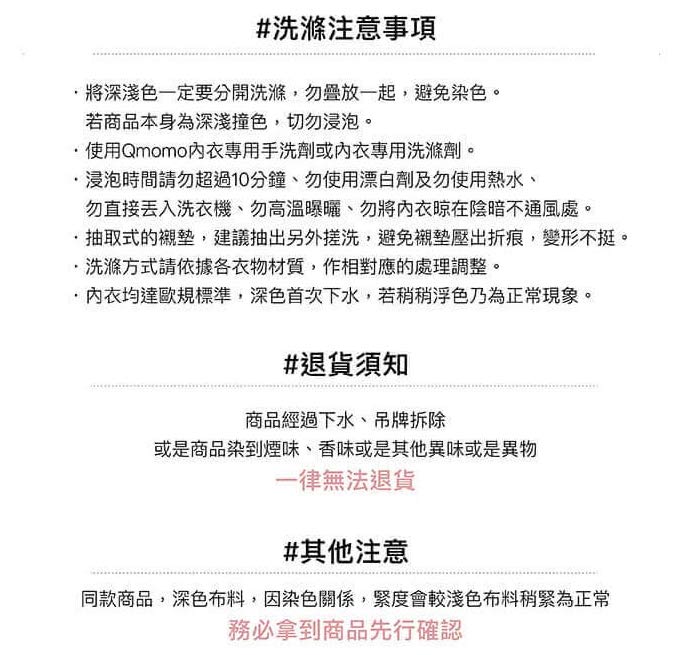 #洗滌注意事項
· 將深淺色一定要分開洗滌，勿疊放一起，避免染色。
若商品本身為深淺撞色，切勿浸泡。
· 使用Qmomo內衣專用手洗劑或內衣專用洗滌劑。
· 浸泡時間請勿超過10分鐘、勿使用漂白劑及勿使用熱水、
勿直接丟入洗衣機、勿高溫曝曬、勿將內衣晾在陰暗不通風處。
· 抽取式的襯墊，建議抽出另外搓洗，避免襯墊壓出折痕，變形不挺。
· 洗滌方式請依據各衣物材質，作相對應的處理調整。
· 內衣均達歐規標準，深色首次下水，若稍稍浮色乃為正常現象。
#退貨須知
商品經過下水、吊牌拆除
或是商品染到煙味、香味或是其他異味或是異物
一律無法退貨
#其他注意
同款商品，深色布料，因染色關係，緊度會較淺色布料稍緊為正常
務必拿到商品先行確認